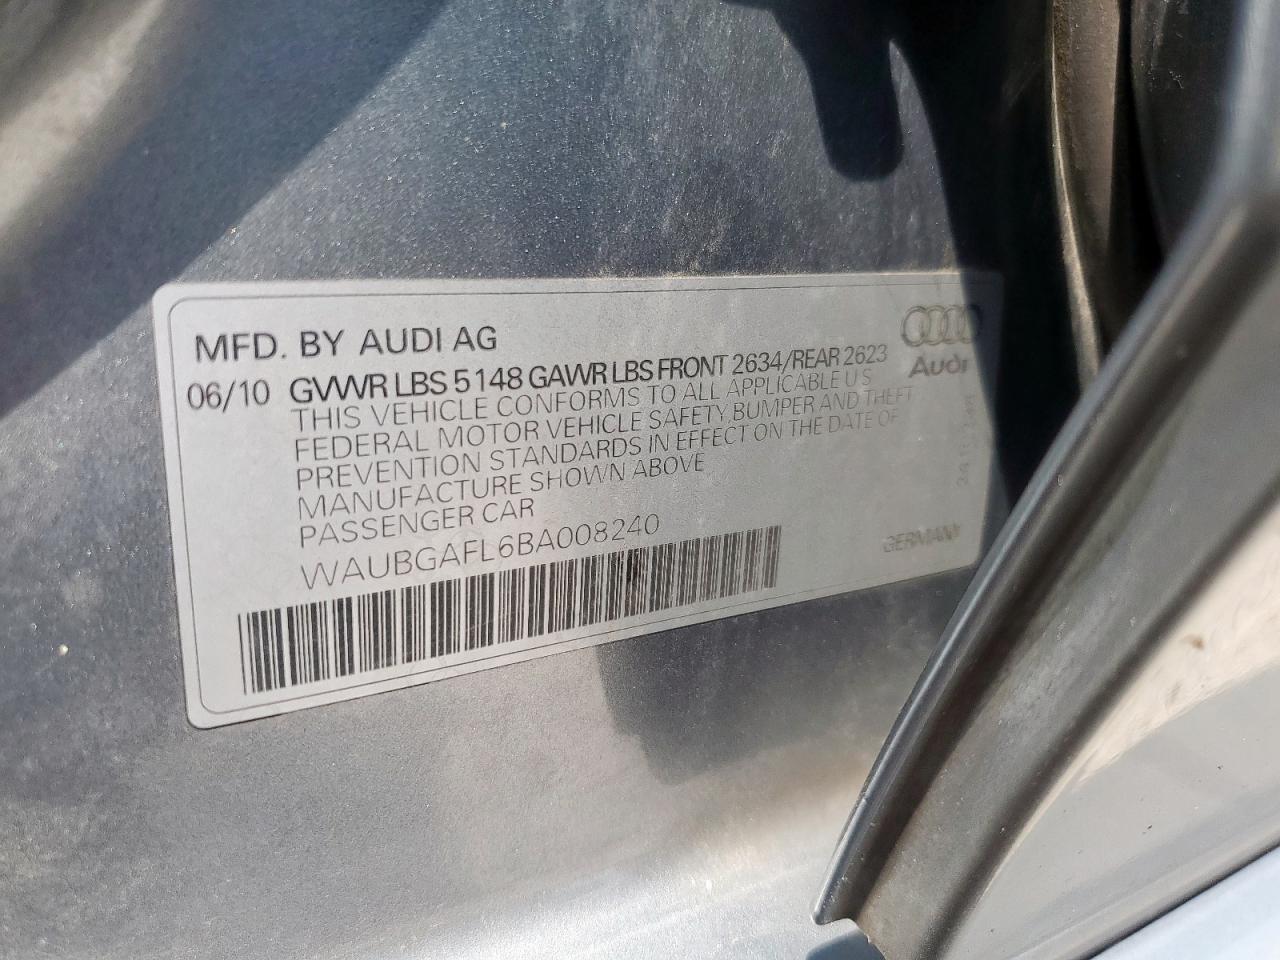 MFD. BY AUDI AG
06/10 GVWR LBS 5148 GAWR LBS FRONT 2634/REAR 2623
THIS VEHICLE CONFORMS TO ALL APPLICABLE U S
FEDERAL MOTOR VEHICLE SAFETY, BUMPER AND THEFT
PREVENTION STANDARDS IN EFFECT ON THE DATE OF
MANUFACTURE SHOWN ABOVE
PASSENGER CAR
WAUBGAFL6BA008240
Audi
GERMANY